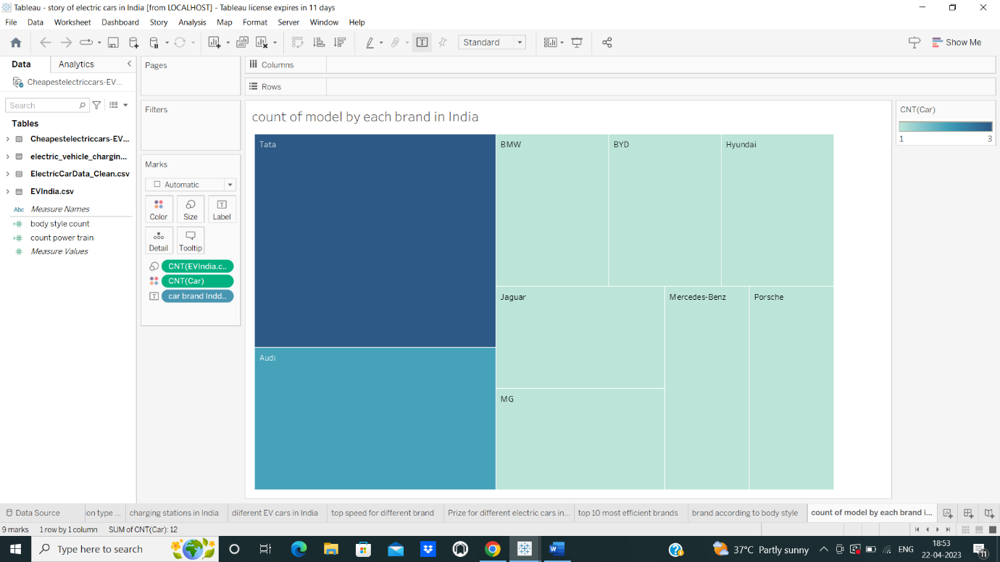 Tableau - story of electric cars in India [from LOCALHOST] - Tableau license expires in 11 days
File Data Worksheet Dashboard Story Analysis Map Format Server Window Help
Standard
Show Me
Data Analytics
Cheapestelectriccars-EV...
Search
Tables
Cheapestelectriccars-EV...
electric_vehicle_chargin...
ElectricCarData_Clean.csv
EVIndia.csv
Abc Measure Names
body style count
count power train
Measure Values
Pages
Filters
Marks
Automatic
Color Size Label
Detail Tooltip
CNT(EVIndia.c..
CNT(Car)
car brand Indd..
Columns
Rows
count of model by each brand in India
Tata
BMW
BYD
Hyundai
Audi
Jaguar
Mercedes-Benz
Porsche
MG
CNT(Car)
1 3
Data Source on type ... charging stations in India diiferent EV cars in India top speed for different brand Prize for different electric cars in... top 10 most efficient brands brand according to body style count of model by each brand i...
9 marks 1 row by 1 column SUM of CNT(Car): 12
Type here to search
37°C Partly sunny
ENG
18:53
22-04-2023
11